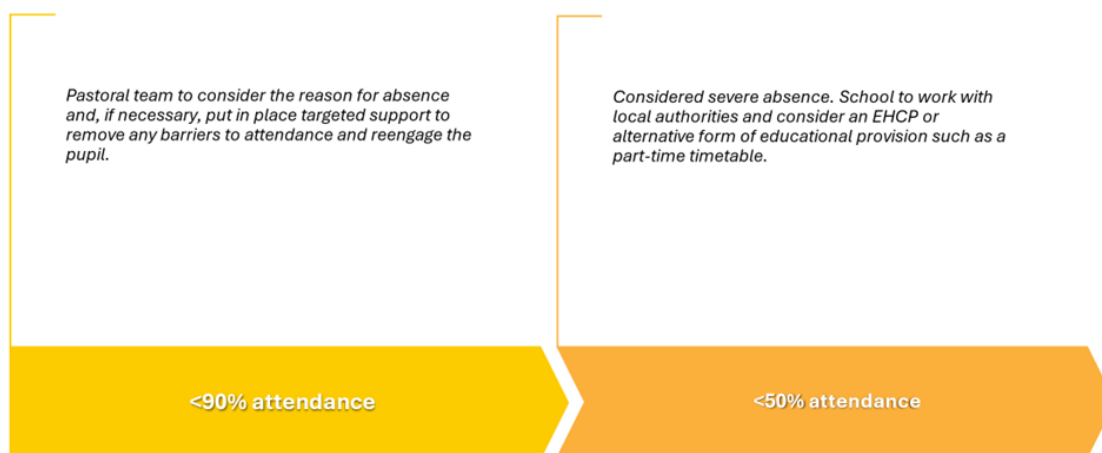 Pastoral team to consider the reason for absence
and, if necessary, put in place targeted support to
remove any barriers to attendance and reengage the
pupil.
Considered severe absence. School to work with
local authorities and consider an EHCP or
alternative form of educational provision such as a
part-time timetable.
<90% attendance
<50% attendance